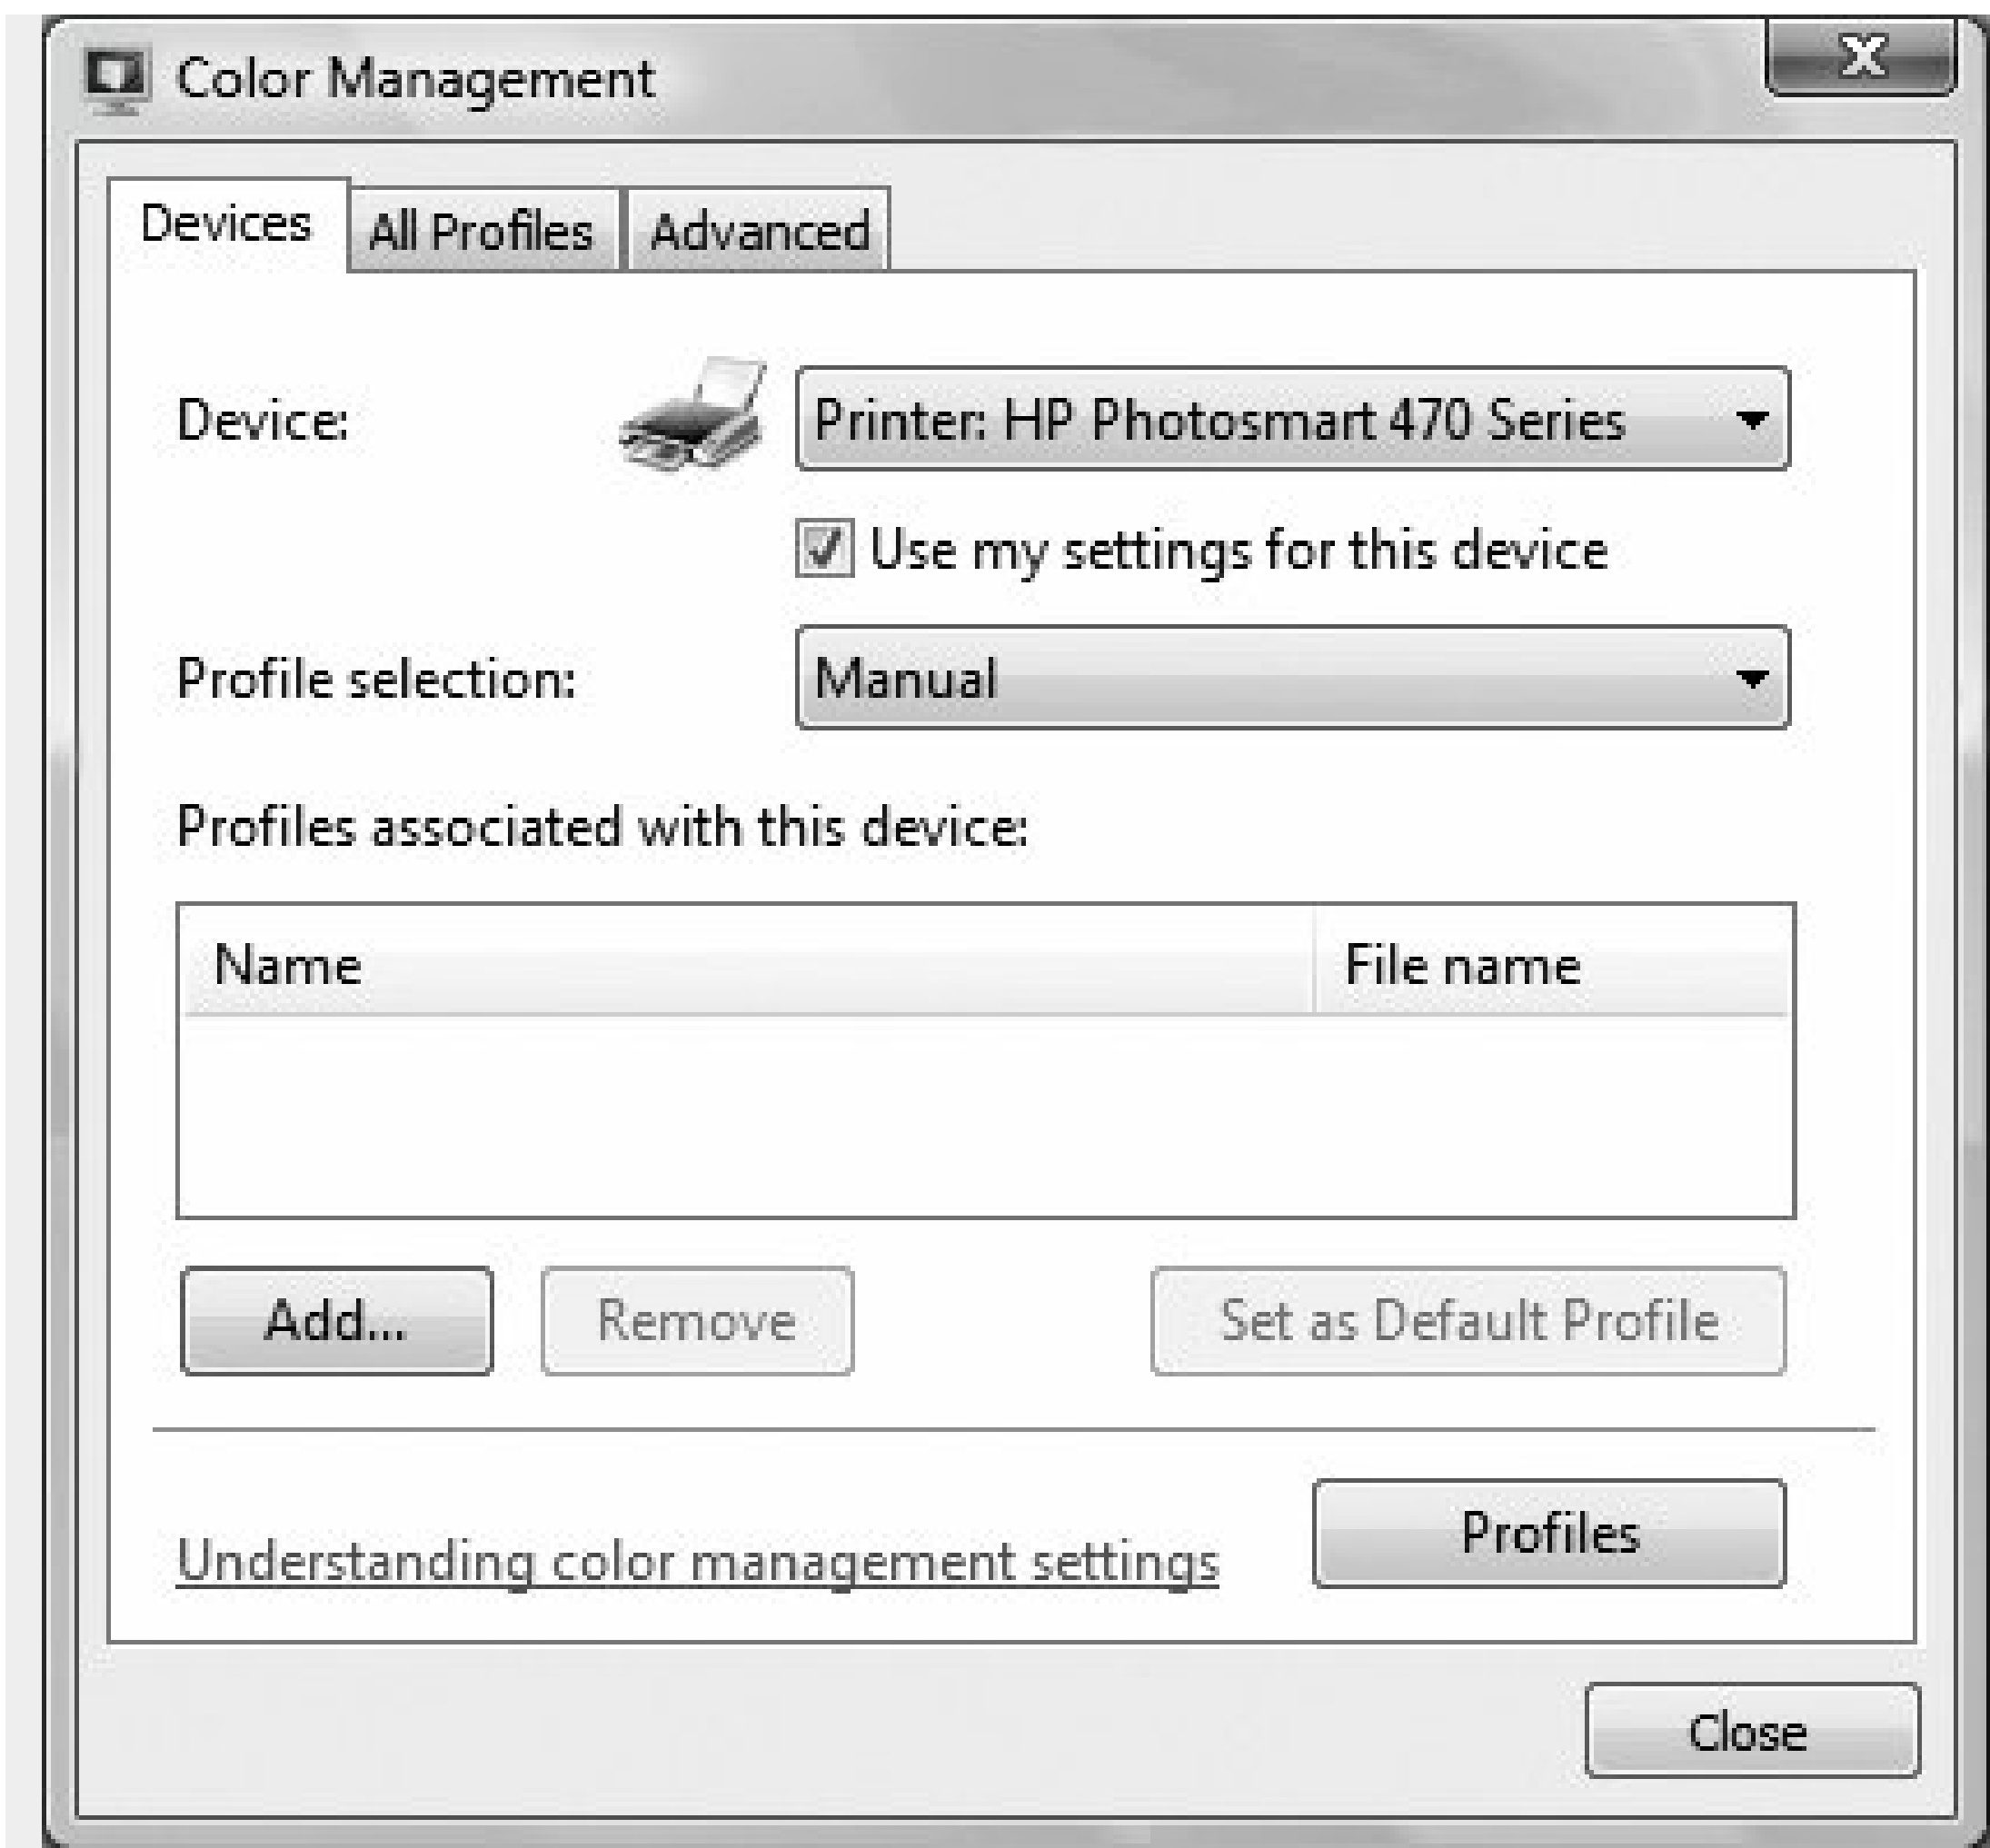 Color Management
Devices All Profiles Advanced
Device: Printer: HP Photosmart 470 Series
Use my settings for this device
Profile selection: Manual
Profiles associated with this device:
Name File name
Add... Remove Set as Default Profile
Understanding color management settings Profiles
Close